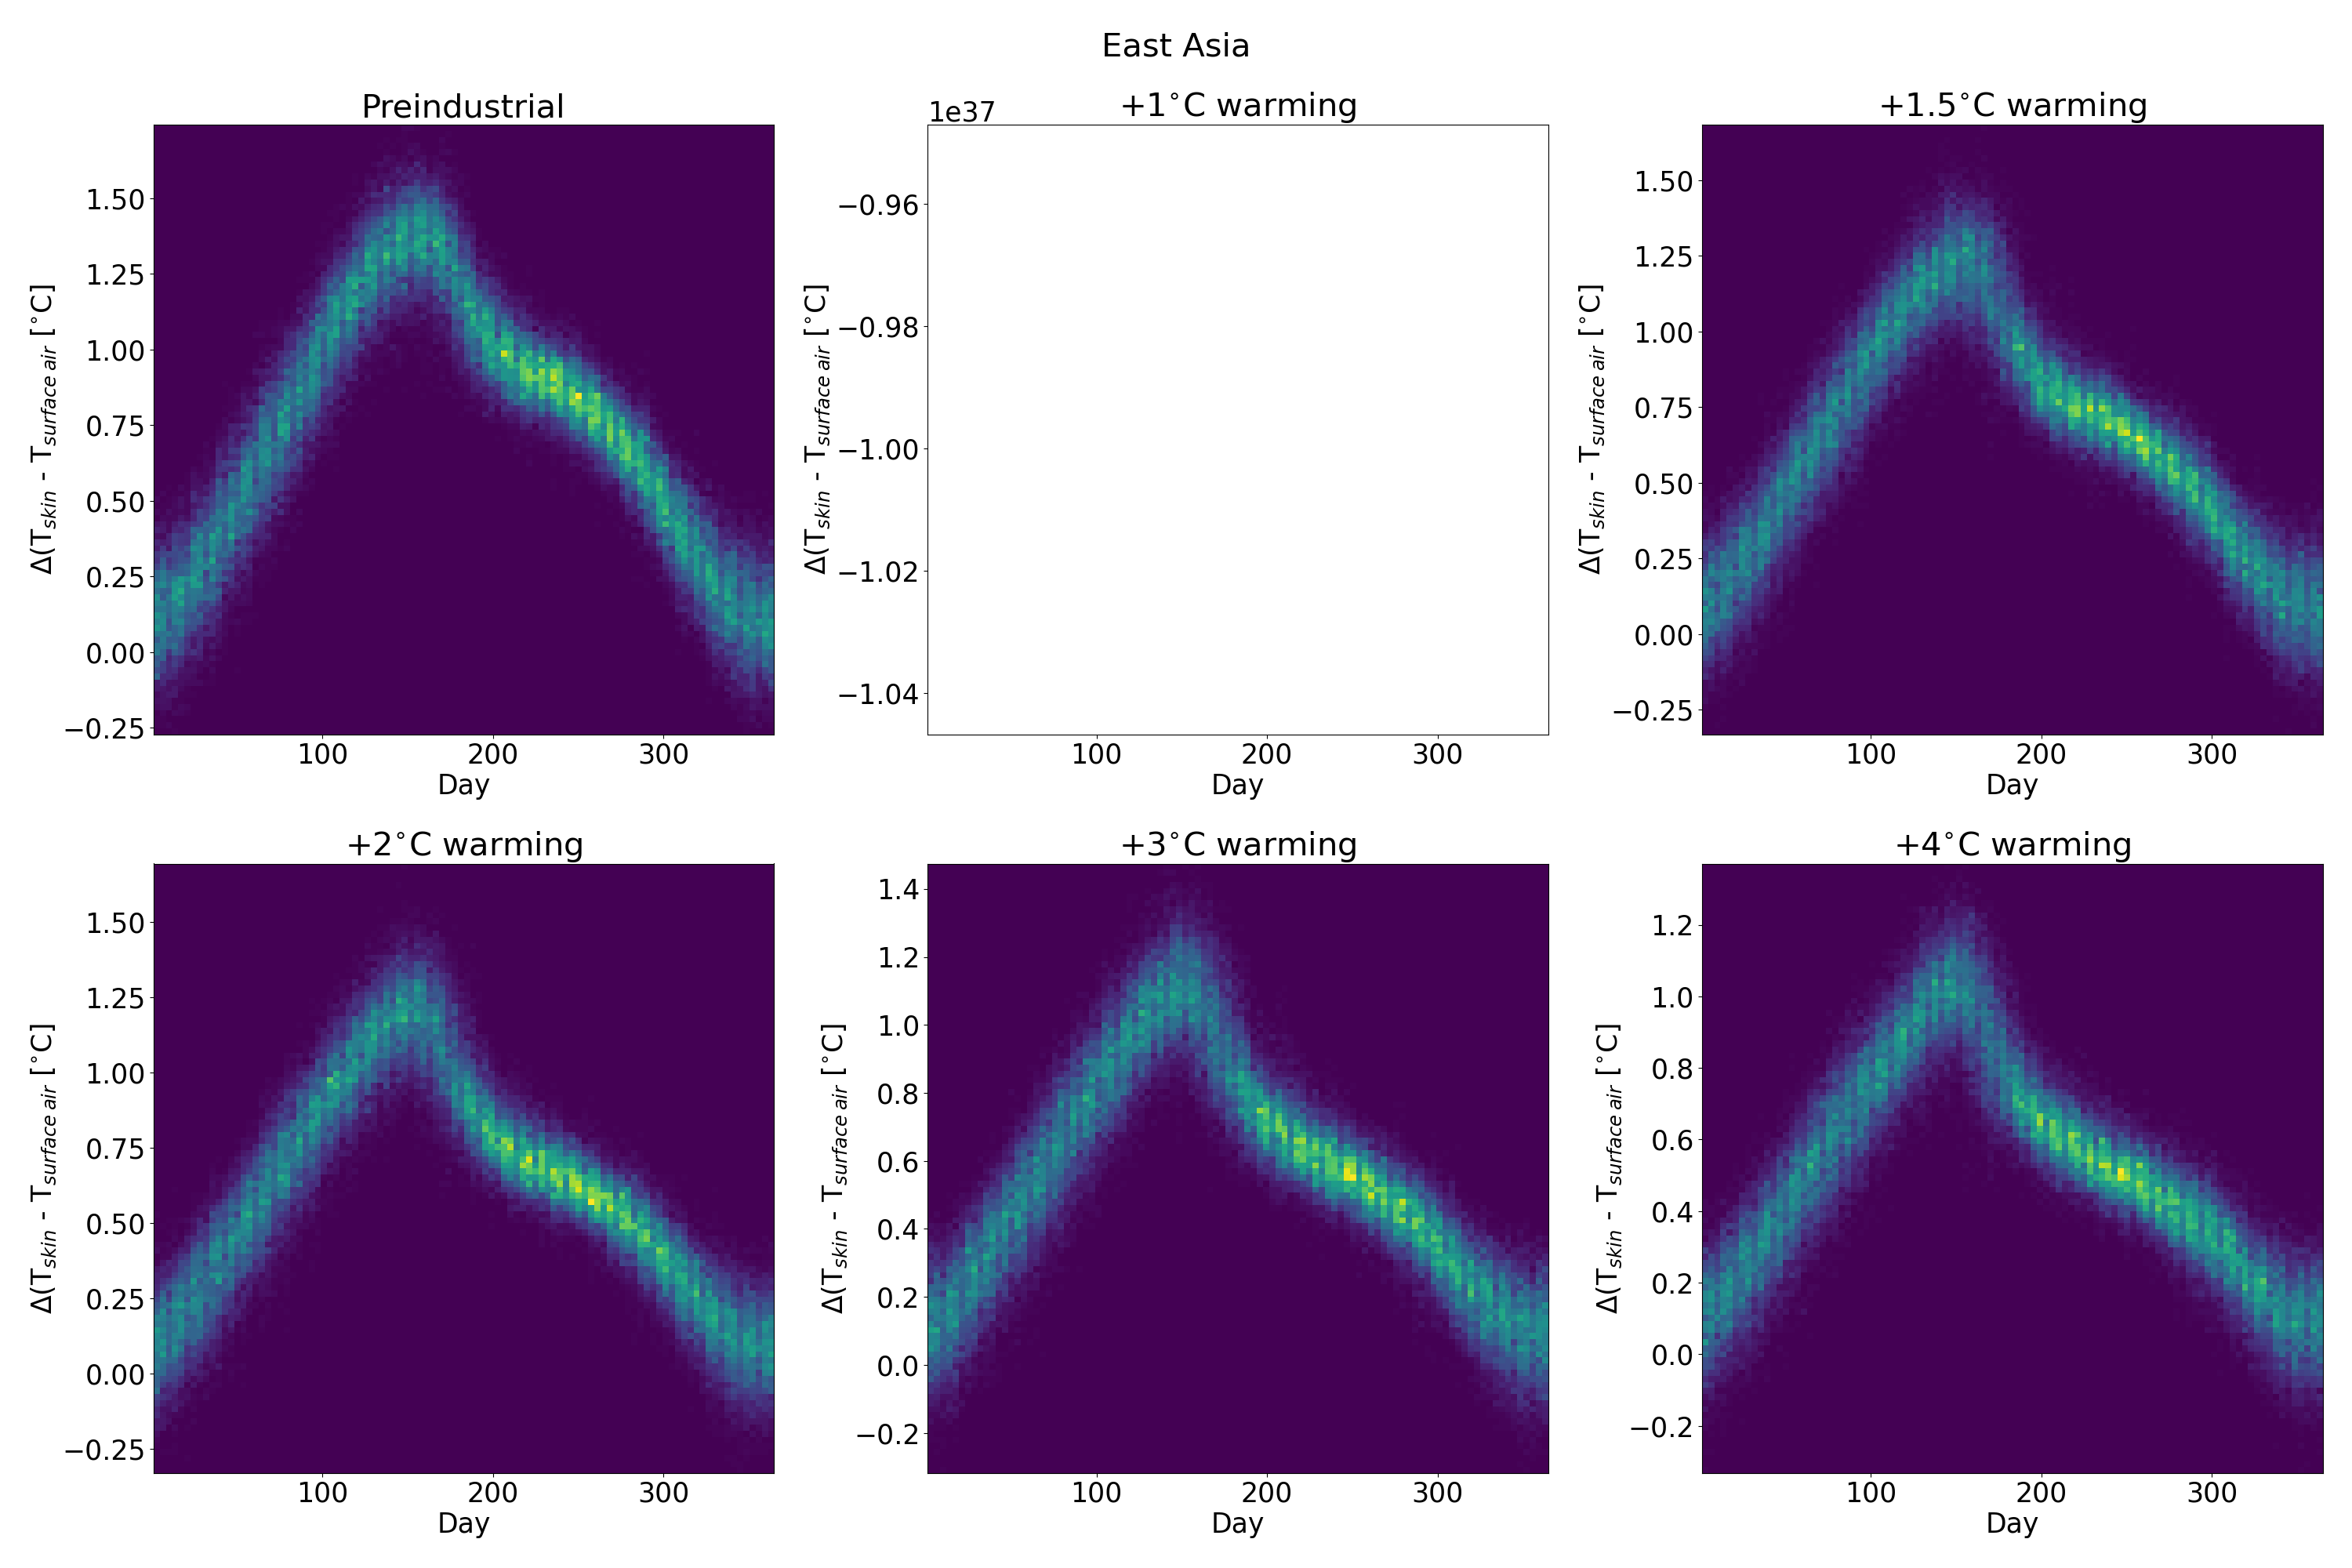 East Asia
Preindustrial
Δ(T_skin - T_surface air [°C]
1.50
1.25
1.00
0.75
0.50
0.25
0.00
−0.25
100 200 300
Day
+1°C warming
1e37
Δ(T_skin - T_surface air [°C]
−0.96
−0.98
−1.00
−1.02
−1.04
100 200 300
Day
+1.5°C warming
Δ(T_skin - T_surface air [°C]
1.50
1.25
1.00
0.75
0.50
0.25
0.00
−0.25
100 200 300
Day
+2°C warming
Δ(T_skin - T_surface air [°C]
1.50
1.25
1.00
0.75
0.50
0.25
0.00
−0.25
100 200 300
Day
+3°C warming
Δ(T_skin - T_surface air [°C]
1.4
1.2
1.0
0.8
0.6
0.4
0.2
0.0
−0.2
100 200 300
Day
+4°C warming
Δ(T_skin - T_surface air [°C]
1.2
1.0
0.8
0.6
0.4
0.2
0.0
−0.2
100 200 300
Day